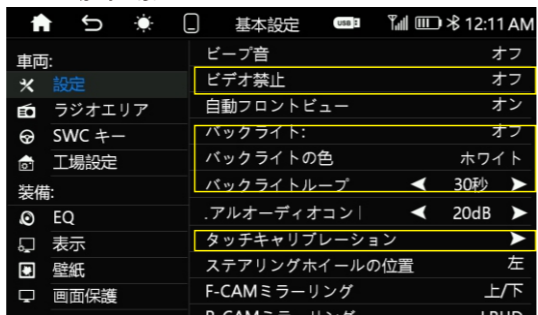 基本設定 USB 3 12:11 AM
車両:
設定
ラジオエリア
SWC キー
工場設定
装備:
EQ
表示
壁紙
画面保護
ビープ音 オフ
ビデオ禁止 オフ
自動フロントビュー オン
バックライト: オフ
バックライトの色 ホワイト
バックライトループ 30秒
.アルオーディオコン 20dB
タッチキャリブレーション
ステアリングホイールの位置 左
F-CAMミラーリング 上/下